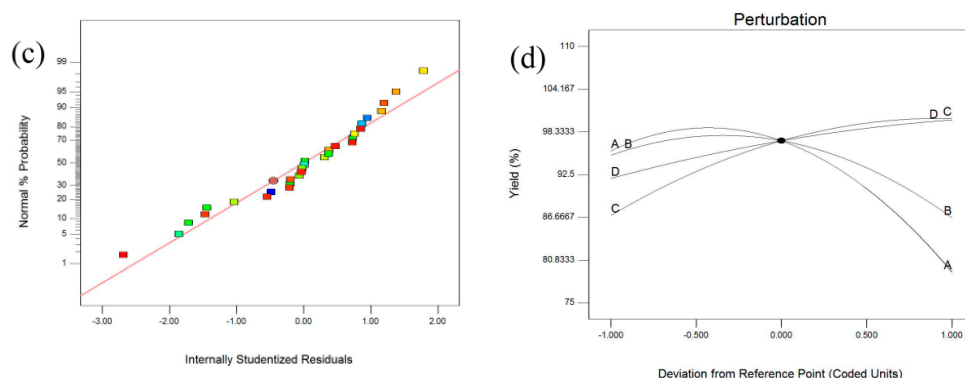 (c)
Normal % Probability
99
95
90
80
70
50
30
20
10
5
1
-3.00 -2.00 -1.00 0.00 1.00 2.00
Internally Studentized Residuals
(d)
Perturbation
Yield (%)
110
104.167
98.3333
92.5
86.6667
80.8333
75
A B
D
C
D C
B
A
-1.000 -0.500 0.000 0.500 1.000
Deviation from Reference Point (Coded Units)